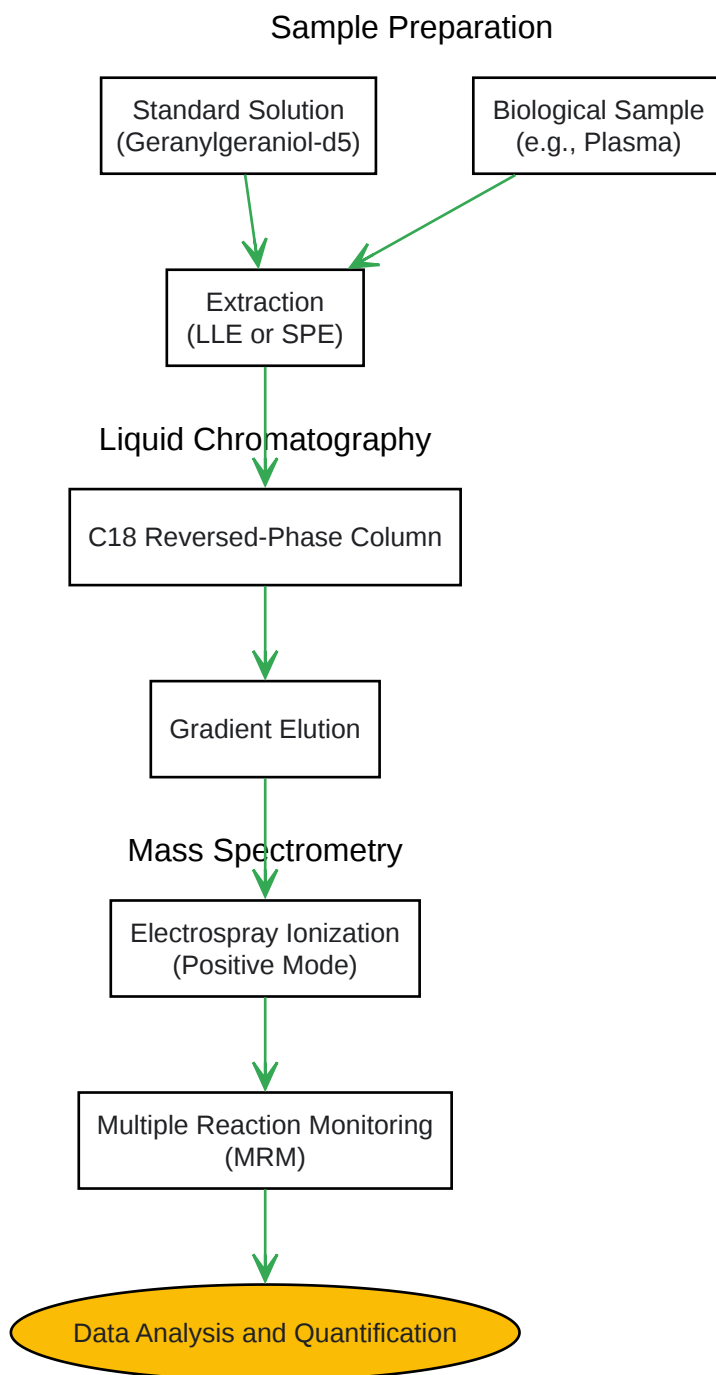 Sample Preparation
Standard Solution
(Geranylgeraniol-d5)
Biological Sample
(e.g., Plasma)
Extraction
(LLE or SPE)
Liquid Chromatography
C18 Reversed-Phase Column
Gradient Elution
Mass Spectrometry
Electrospray Ionization
(Positive Mode)
Multiple Reaction Monitoring
(MRM)
Data Analysis and Quantification